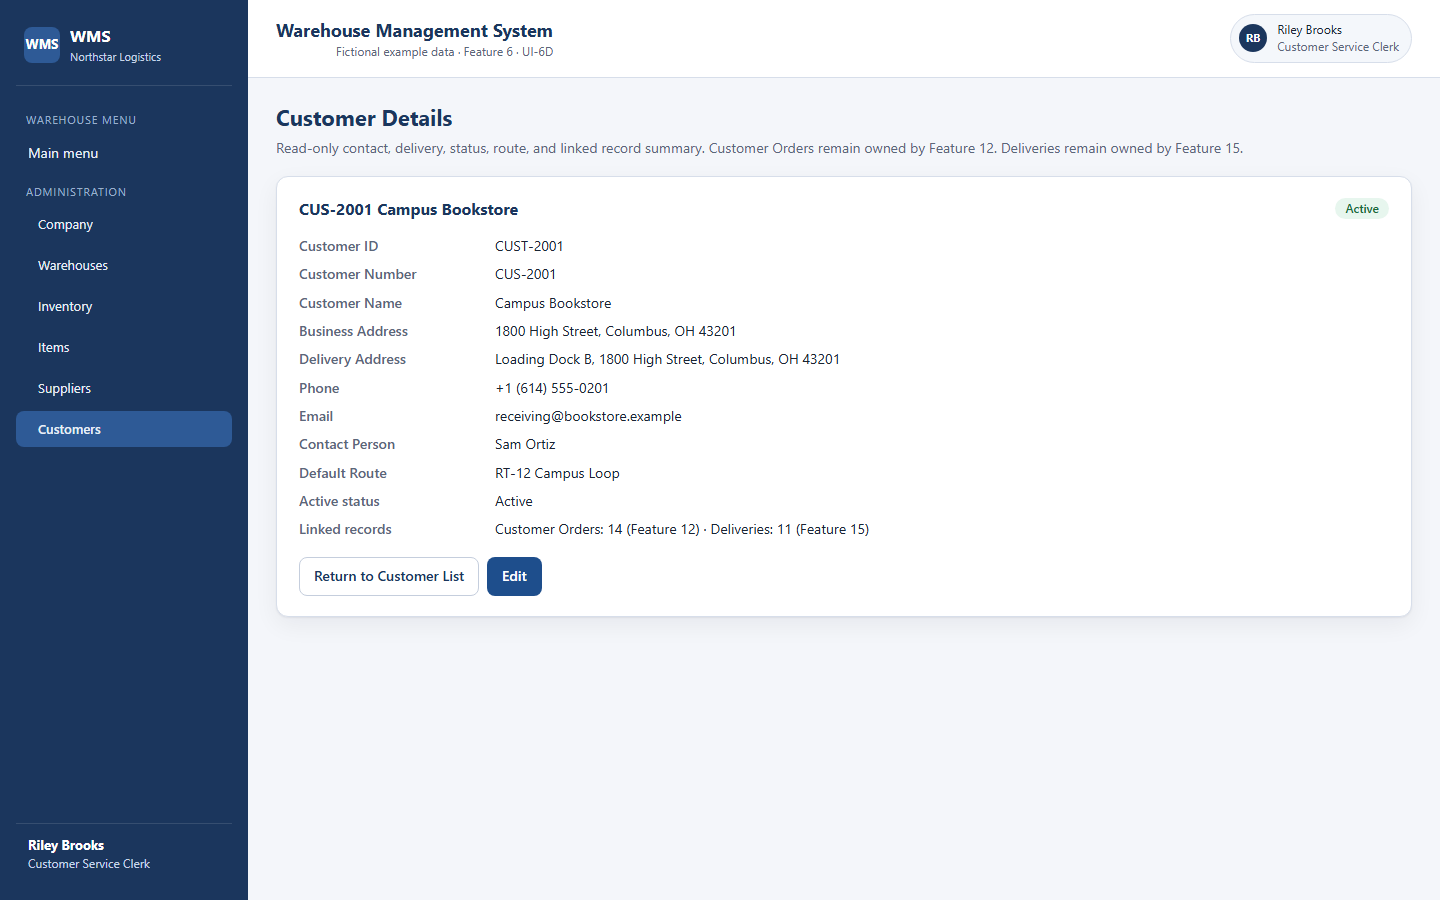 WMS
WMS
Northstar Logistics
WAREHOUSE MENU
Main menu
ADMINISTRATION
Company
Warehouses
Inventory
Items
Suppliers
Customers
Riley Brooks
Customer Service Clerk
Warehouse Management System
Fictional example data · Feature 6 · UI-6D
RB
Riley Brooks
Customer Service Clerk
Customer Details
Read-only contact, delivery, status, route, and linked record summary. Customer Orders remain owned by Feature 12. Deliveries remain owned by Feature 15.
CUS-2001 Campus Bookstore
Active
Customer ID CUST-2001
Customer Number CUS-2001
Customer Name Campus Bookstore
Business Address 1800 High Street, Columbus, OH 43201
Delivery Address Loading Dock B, 1800 High Street, Columbus, OH 43201
Phone +1 (614) 555-0201
Email receiving@bookstore.example
Contact Person Sam Ortiz
Default Route RT-12 Campus Loop
Active status Active
Linked records Customer Orders: 14 (Feature 12) · Deliveries: 11 (Feature 15)
Return to Customer List
Edit